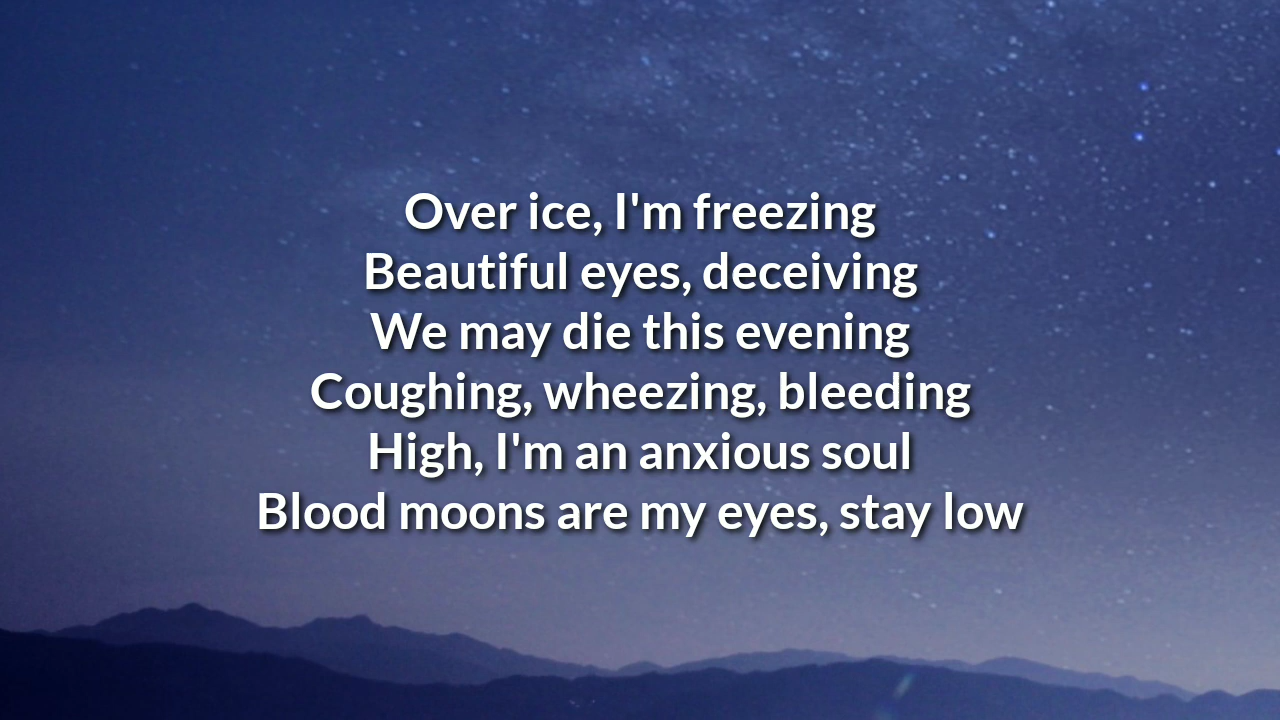 Over ice, I'm freezing
Beautiful eyes, deceiving
We may die this evening
Coughing, wheezing, bleeding
High, I'm an anxious soul
Blood moons are my eyes, stay low